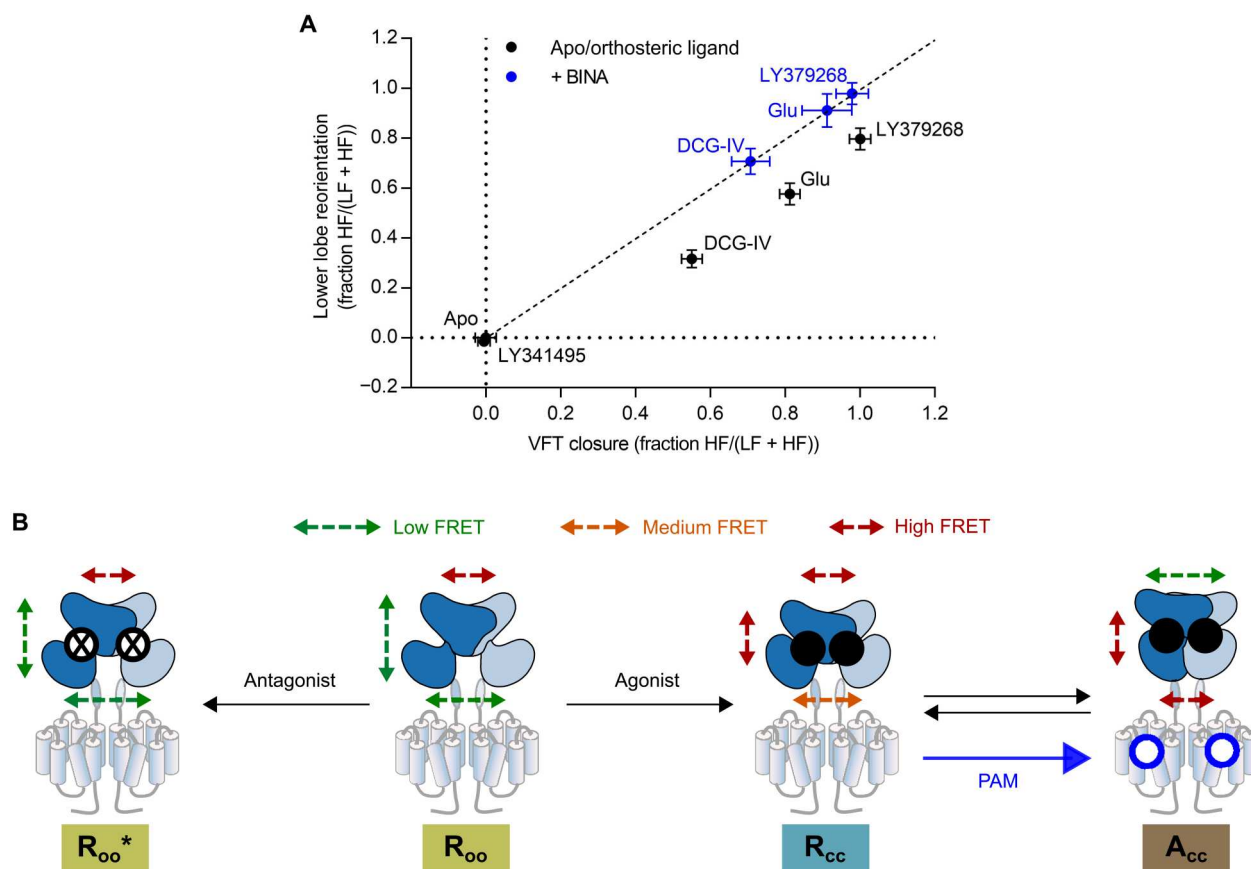 A
Apo/orthosteric ligand
+ BINA
Lower lobe reorientation
(fraction HF/(LF + HF))
1.2
1.0
0.8
0.6
0.4
0.2
0.0
−0.2
LY379268
Glu
DCG-IV
LY379268
Glu
DCG-IV
Apo
LY341495
0.0
0.2
0.4
0.6
0.8
1.0
1.2
VFT closure (fraction HF/(LF + HF))
B
Low FRET
Medium FRET
High FRET
X X
Antagonist
Agonist
PAM
Roo*
Roo
Rcc
Acc